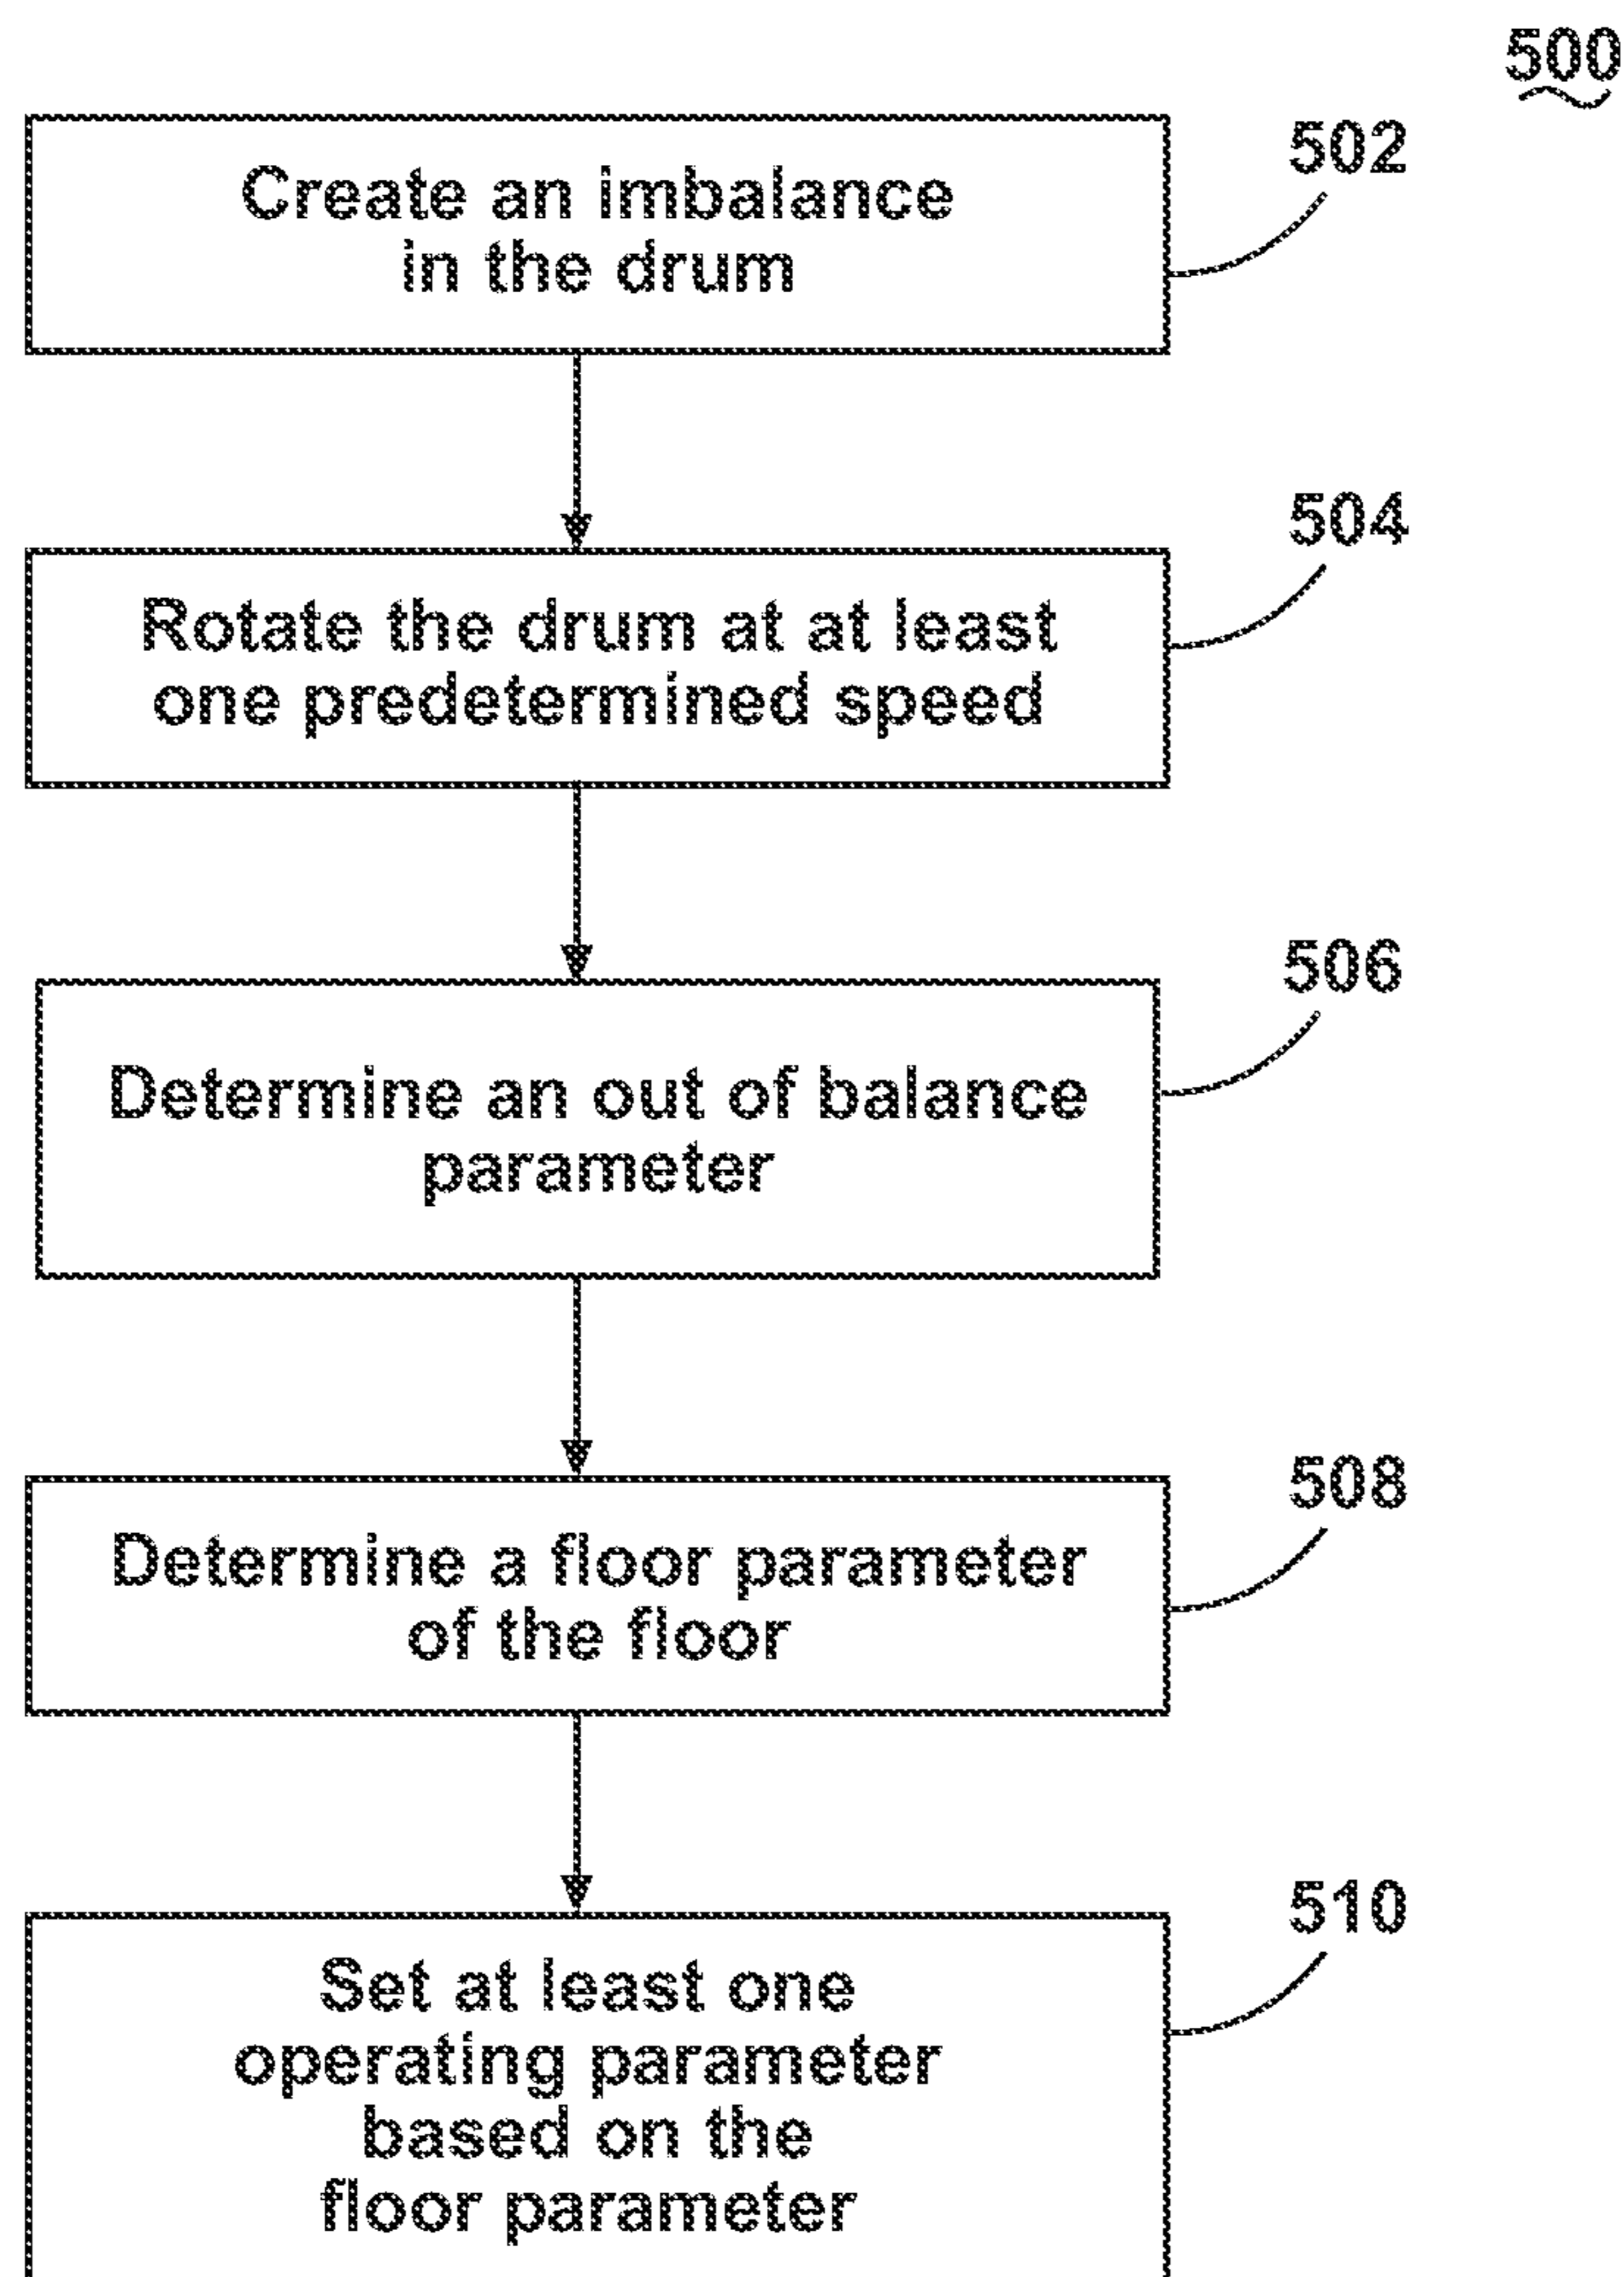 500
502
Create an imbalance
in the drum
504
Rotate the drum at at least
one predetermined speed
506
Determine an out of balance
parameter
508
Determine a floor parameter
of the floor
510
Set at least one
operating parameter
based on the
floor parameter